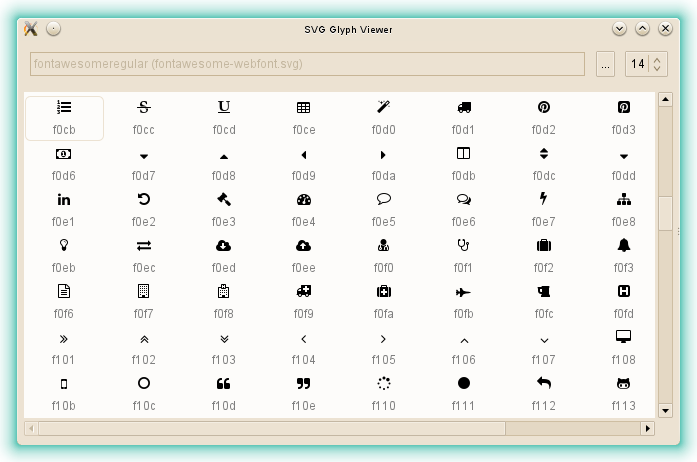 SVG Glyph Viewer
fontawesomeregular (fontawesome-webfont.svg) ... 14
f0cb f0cc f0cd f0ce f0d0 f0d1 f0d2 f0d3
f0d6 f0d7 f0d8 f0d9 f0da f0db f0dc f0dd
f0e1 f0e2 f0e3 f0e4 f0e5 f0e6 f0e7 f0e8
f0eb f0ec f0ed f0ee f0f0 f0f1 f0f2 f0f3
f0f6 f0f7 f0f8 f0f9 f0fa f0fb f0fc f0fd
f101 f102 f103 f104 f105 f106 f107 f108
f10b f10c f10d f10e f110 f111 f112 f113